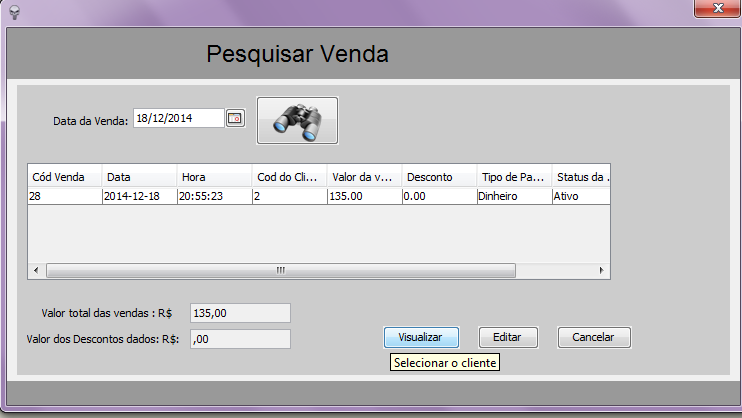 Pesquisar Venda
Data da Venda: 18/12/2014
Cód Venda Data Hora Cod do Cli... Valor da v... Desconto Tipo de Pa... Status da .
28 2014-12-18 20:55:23 2 135.00 0.00 Dinheiro Ativo
Valor total das vendas : R$ 135,00
Valor dos Descontos dados: R$: ,00
Visualizar Editar Cancelar
Selecionar o cliente